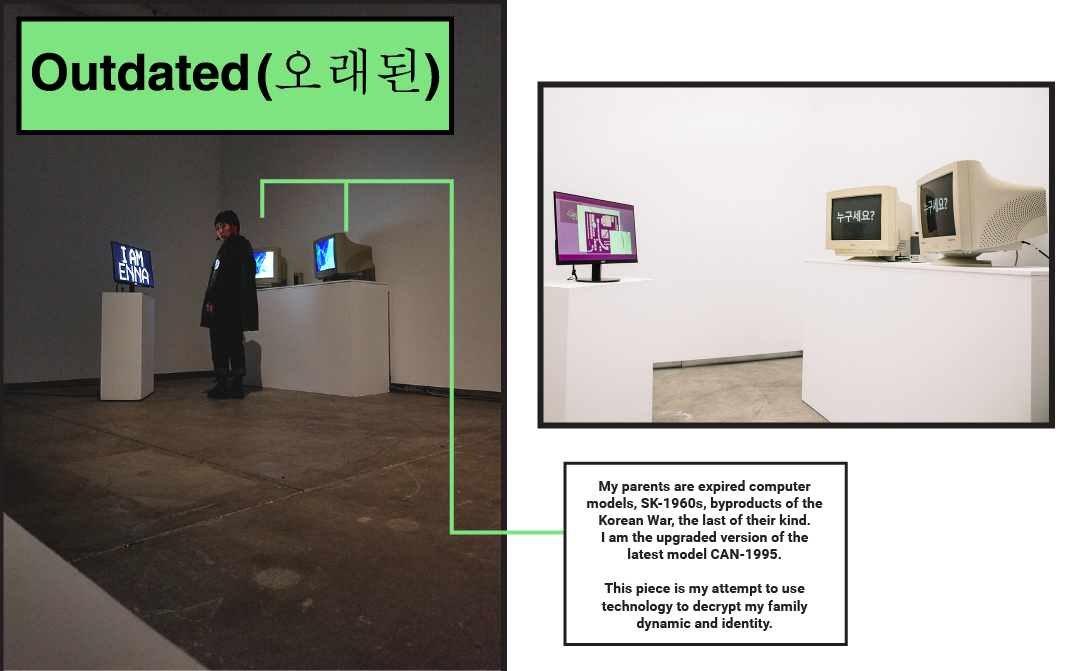 Outdated (오래된)
I AM
ENNA
누구세요?
누구세요?
My parents are expired computer
models, SK-1960s, byproducts of the
Korean War, the last of their kind.
I am the upgraded version of the
latest model CAN-1995.
This piece is my attempt to use
technology to decrypt my family
dynamic and identity.